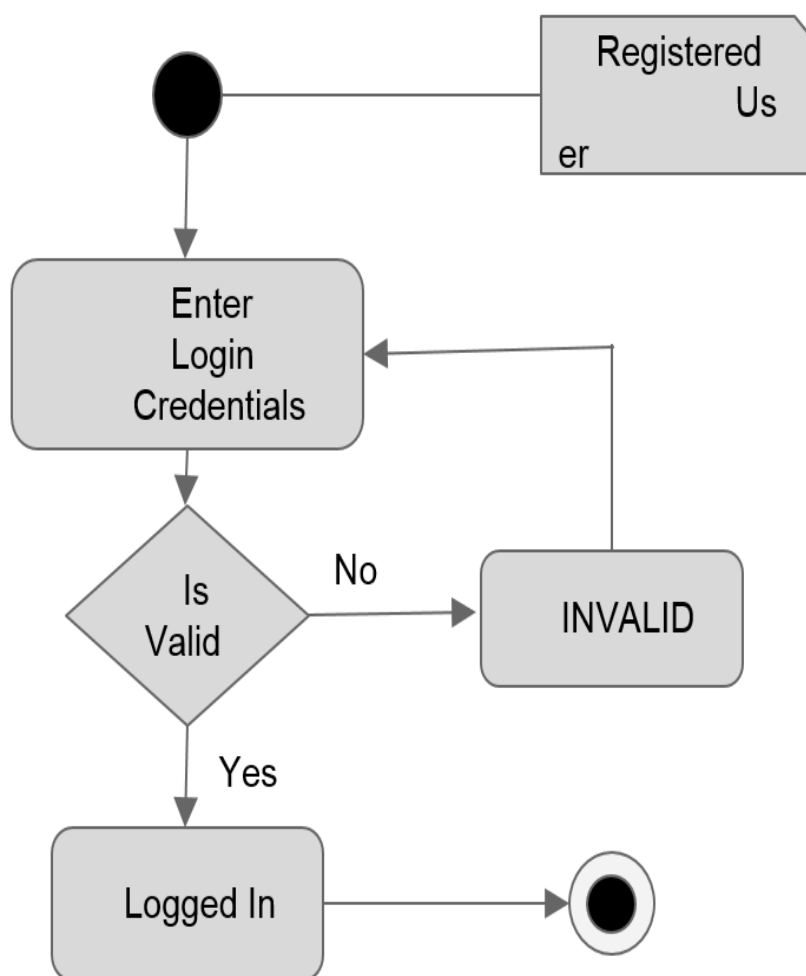 Registered
Us
er
Enter
Login
Credentials
Is
Valid
No
INVALID
Yes
Logged In